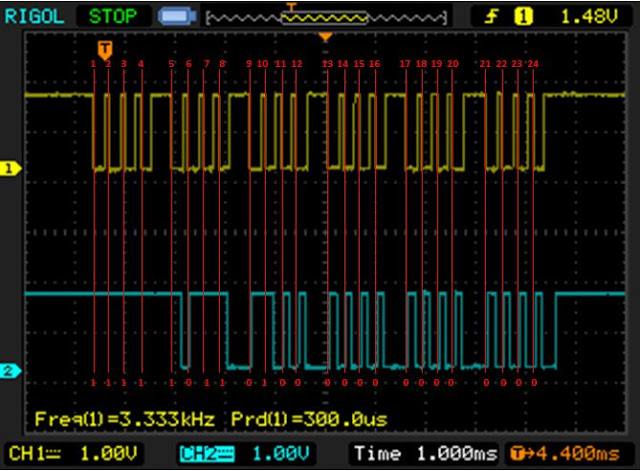 RIGOL STOP T 1 1.48V
T
1 2 3 4 5 6 7 8 9 10 11 12 13 14 15 16 17 18 19 20 21 22 23 24
1
2
1 1 1 1 1 0 1 1 0 1 0 0 0 0 0 0 0 0 0 0 0 0 0 0
Freq(1)=3.333kHz Prd(1)=300.0us
CH1 1.00V CH2 1.00V Time 1.000ms T→4.400ms